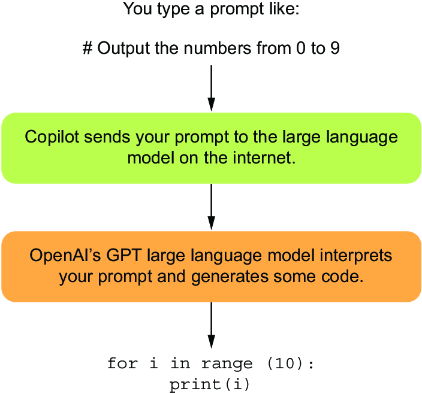 You type a prompt like:
# Output the numbers from 0 to 9
Copilot sends your prompt to the large language
model on the internet.
OpenAI’s GPT large language model interprets
your prompt and generates some code.
for i in range (10):
print(i)